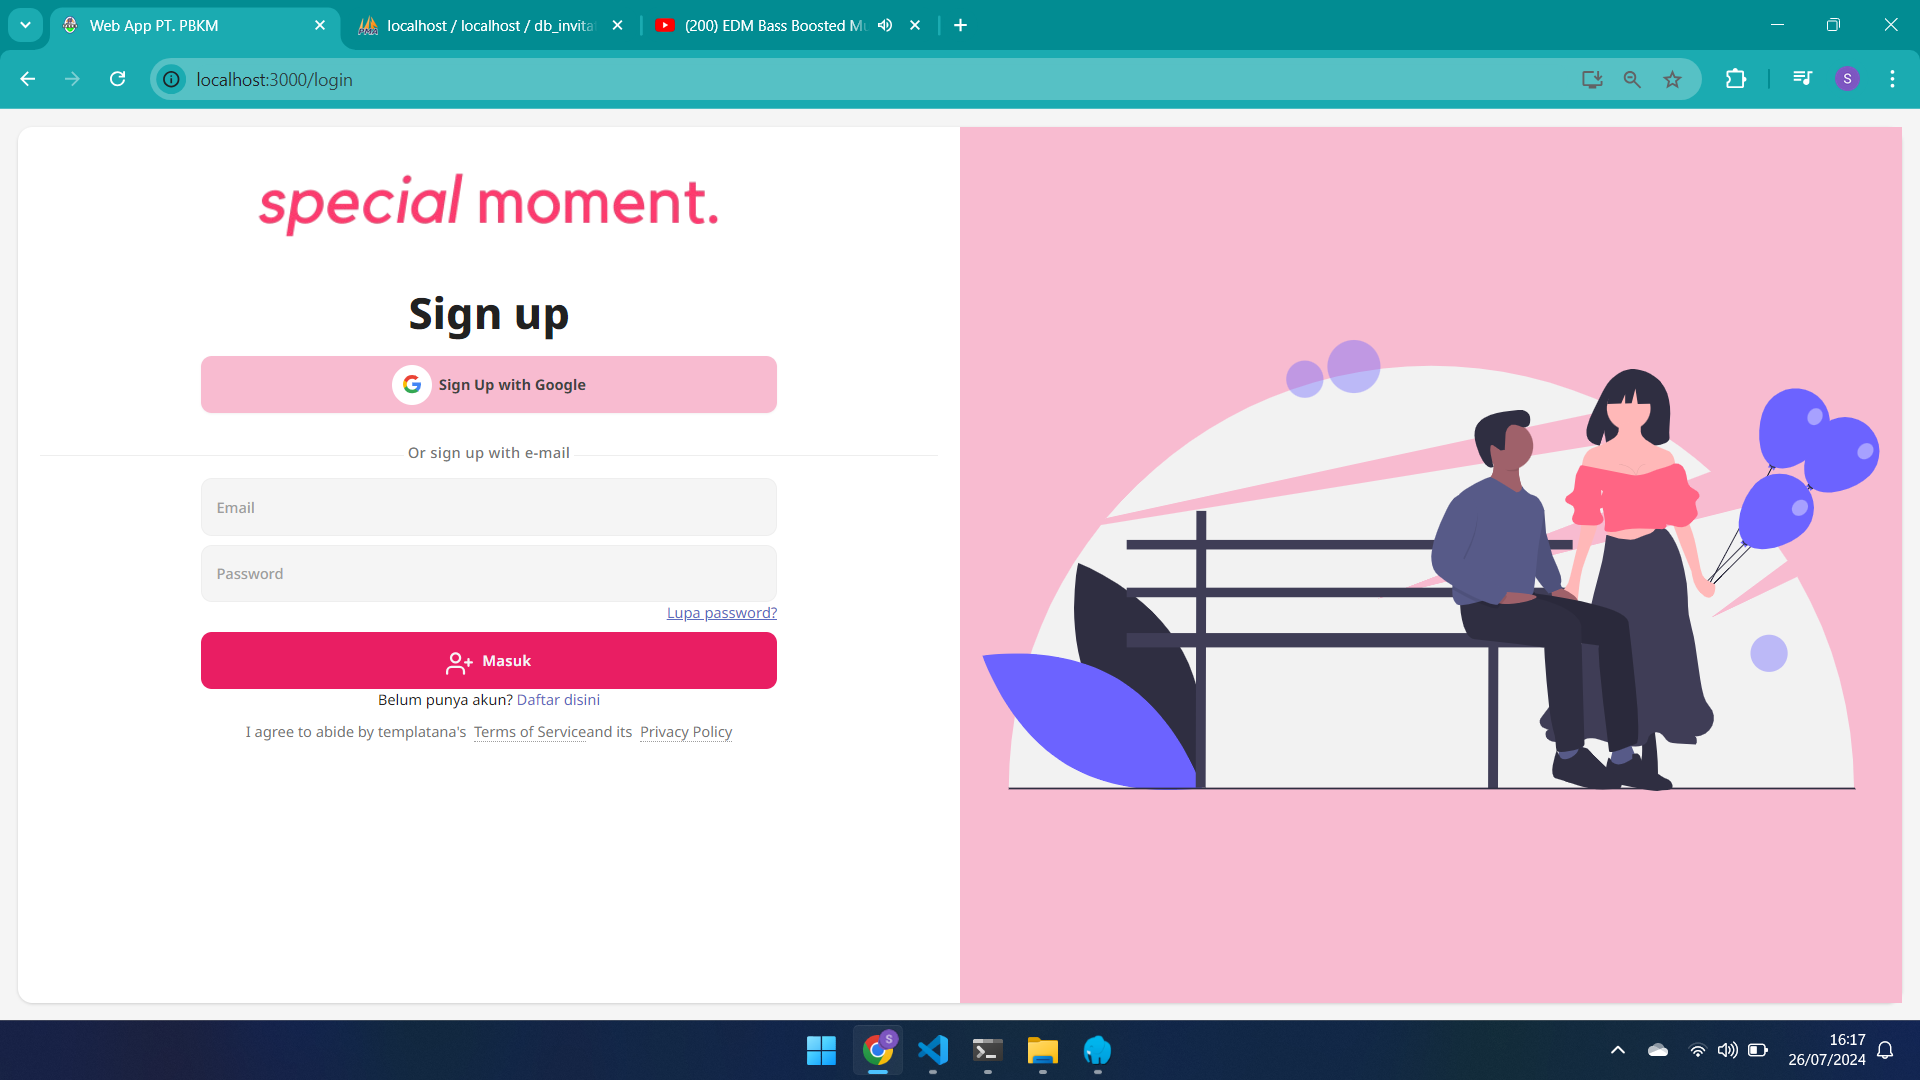 Web App PT. PBKM
localhost / localhost / db_invita
(200) EDM Bass Boosted Mu
localhost:3000/login
S
special moment.
Sign up
Sign Up with Google
Or sign up with e-mail
Email
Password
Lupa password?
Masuk
Belum punya akun? Daftar disini
I agree to abide by templatana's Terms of Serviceand its Privacy Policy
S
16:17
26/07/2024